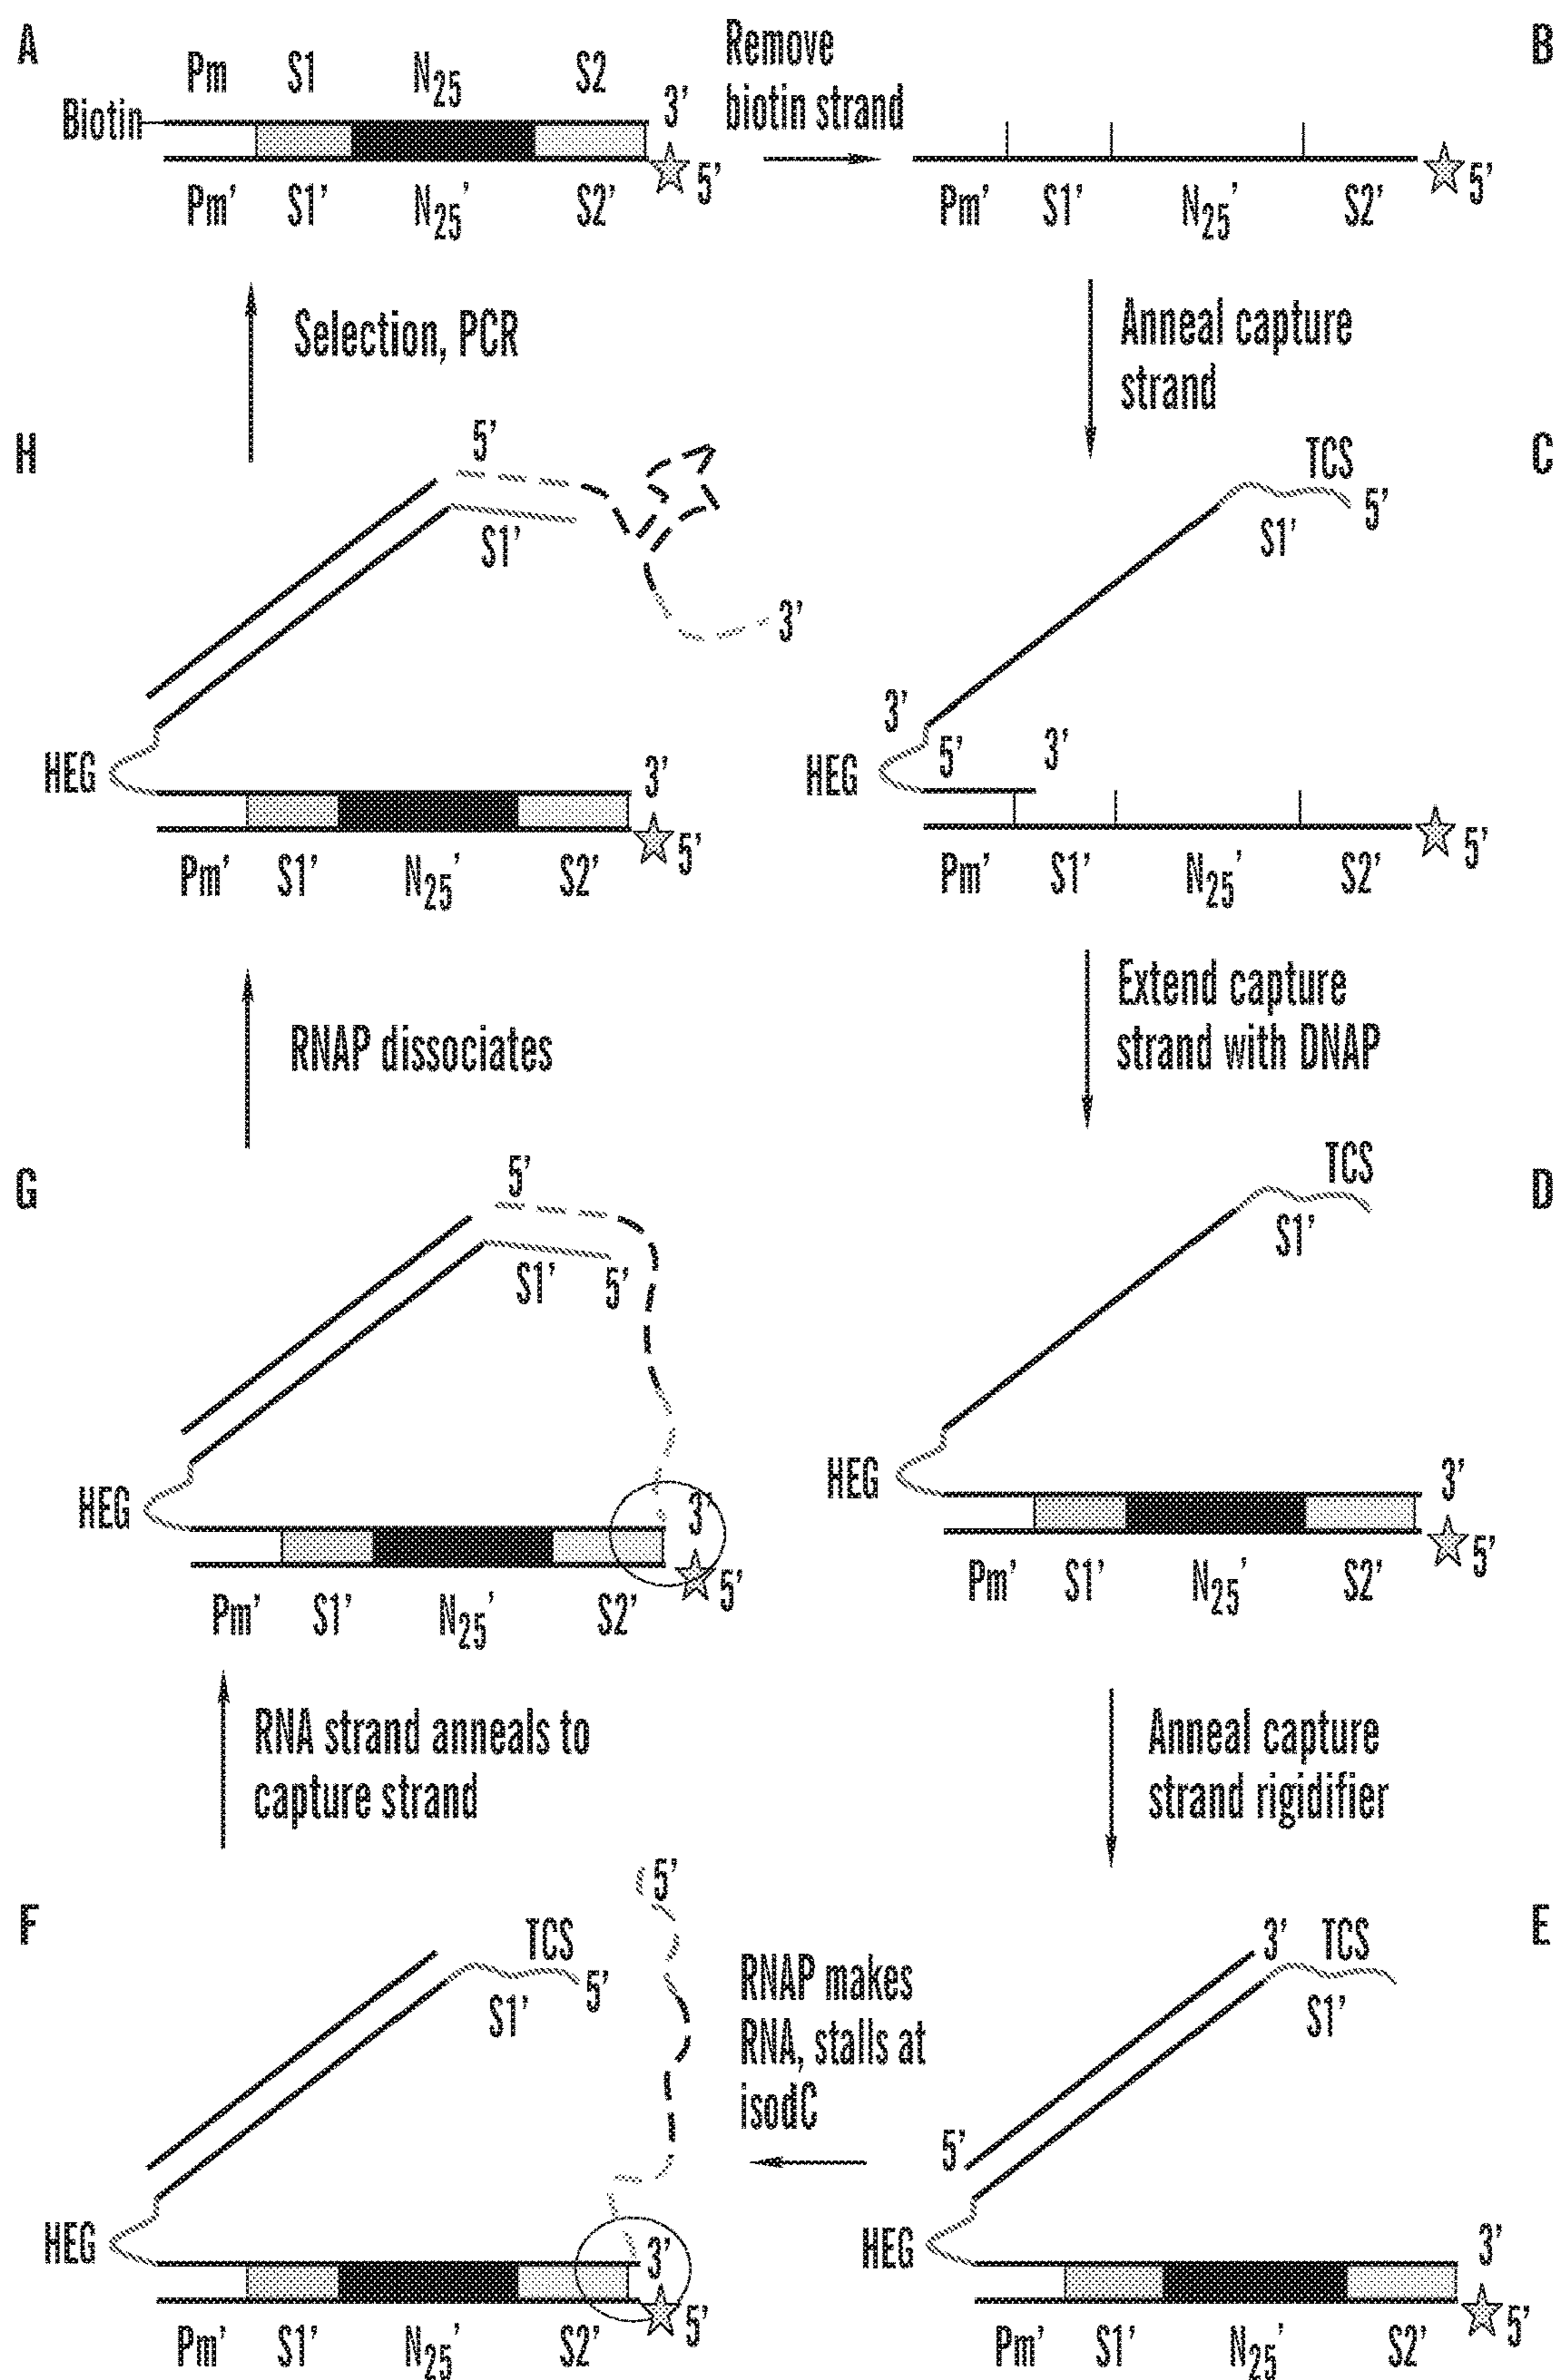 A
Pm S1 N25 S2
Biotin
3'
5'
Pm' S1' N25' S2'
Remove
biotin strand
B
5'
Pm' S1' N25' S2'
Anneal capture
strand
C
TCS
5'
S1'
3'
5' 3'
HEG
5'
Pm' S1' N25' S2'
Extend capture
strand with DNAP
D
TCS
S1'
HEG
3'
5'
Pm' S1' N25' S2'
Anneal capture
strand rigidifier
E
3' TCS
S1'
5'
HEG
3'
5'
Pm' S1' N25' S2'
RNAP makes
RNA, stalls at
isodC
F
5'
TCS
5'
S1'
HEG
3'
5'
Pm' S1' N25' S2'
RNA strand anneals to
capture strand
G
5'
S1' 5'
HEG
3'
5'
Pm' S1' N25' S2'
RNAP dissociates
H
5'
S1'
3'
HEG
3'
5'
Pm' S1' N25' S2'
Selection, PCR